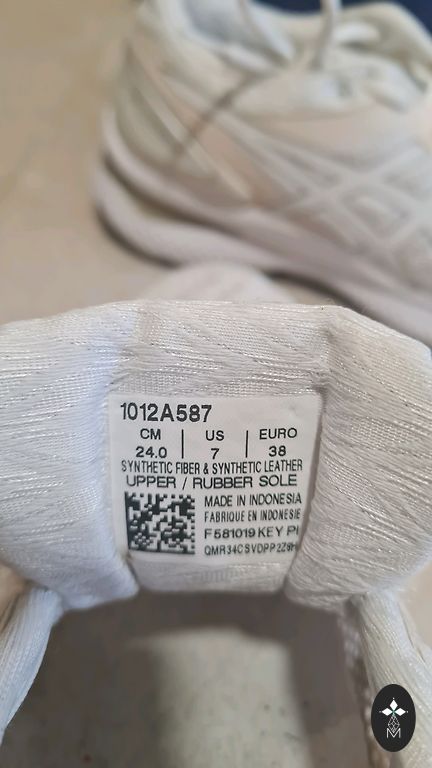 1012A587
CM | US | EURO
24.0 | 7 | 38
SYNTHETIC FIBER & SYNTHETIC LEATHER
UPPER / RUBBER SOLE
MADE IN INDONESIA
FABRIQUE EN INDONESIE
F581019 KEY PI
M